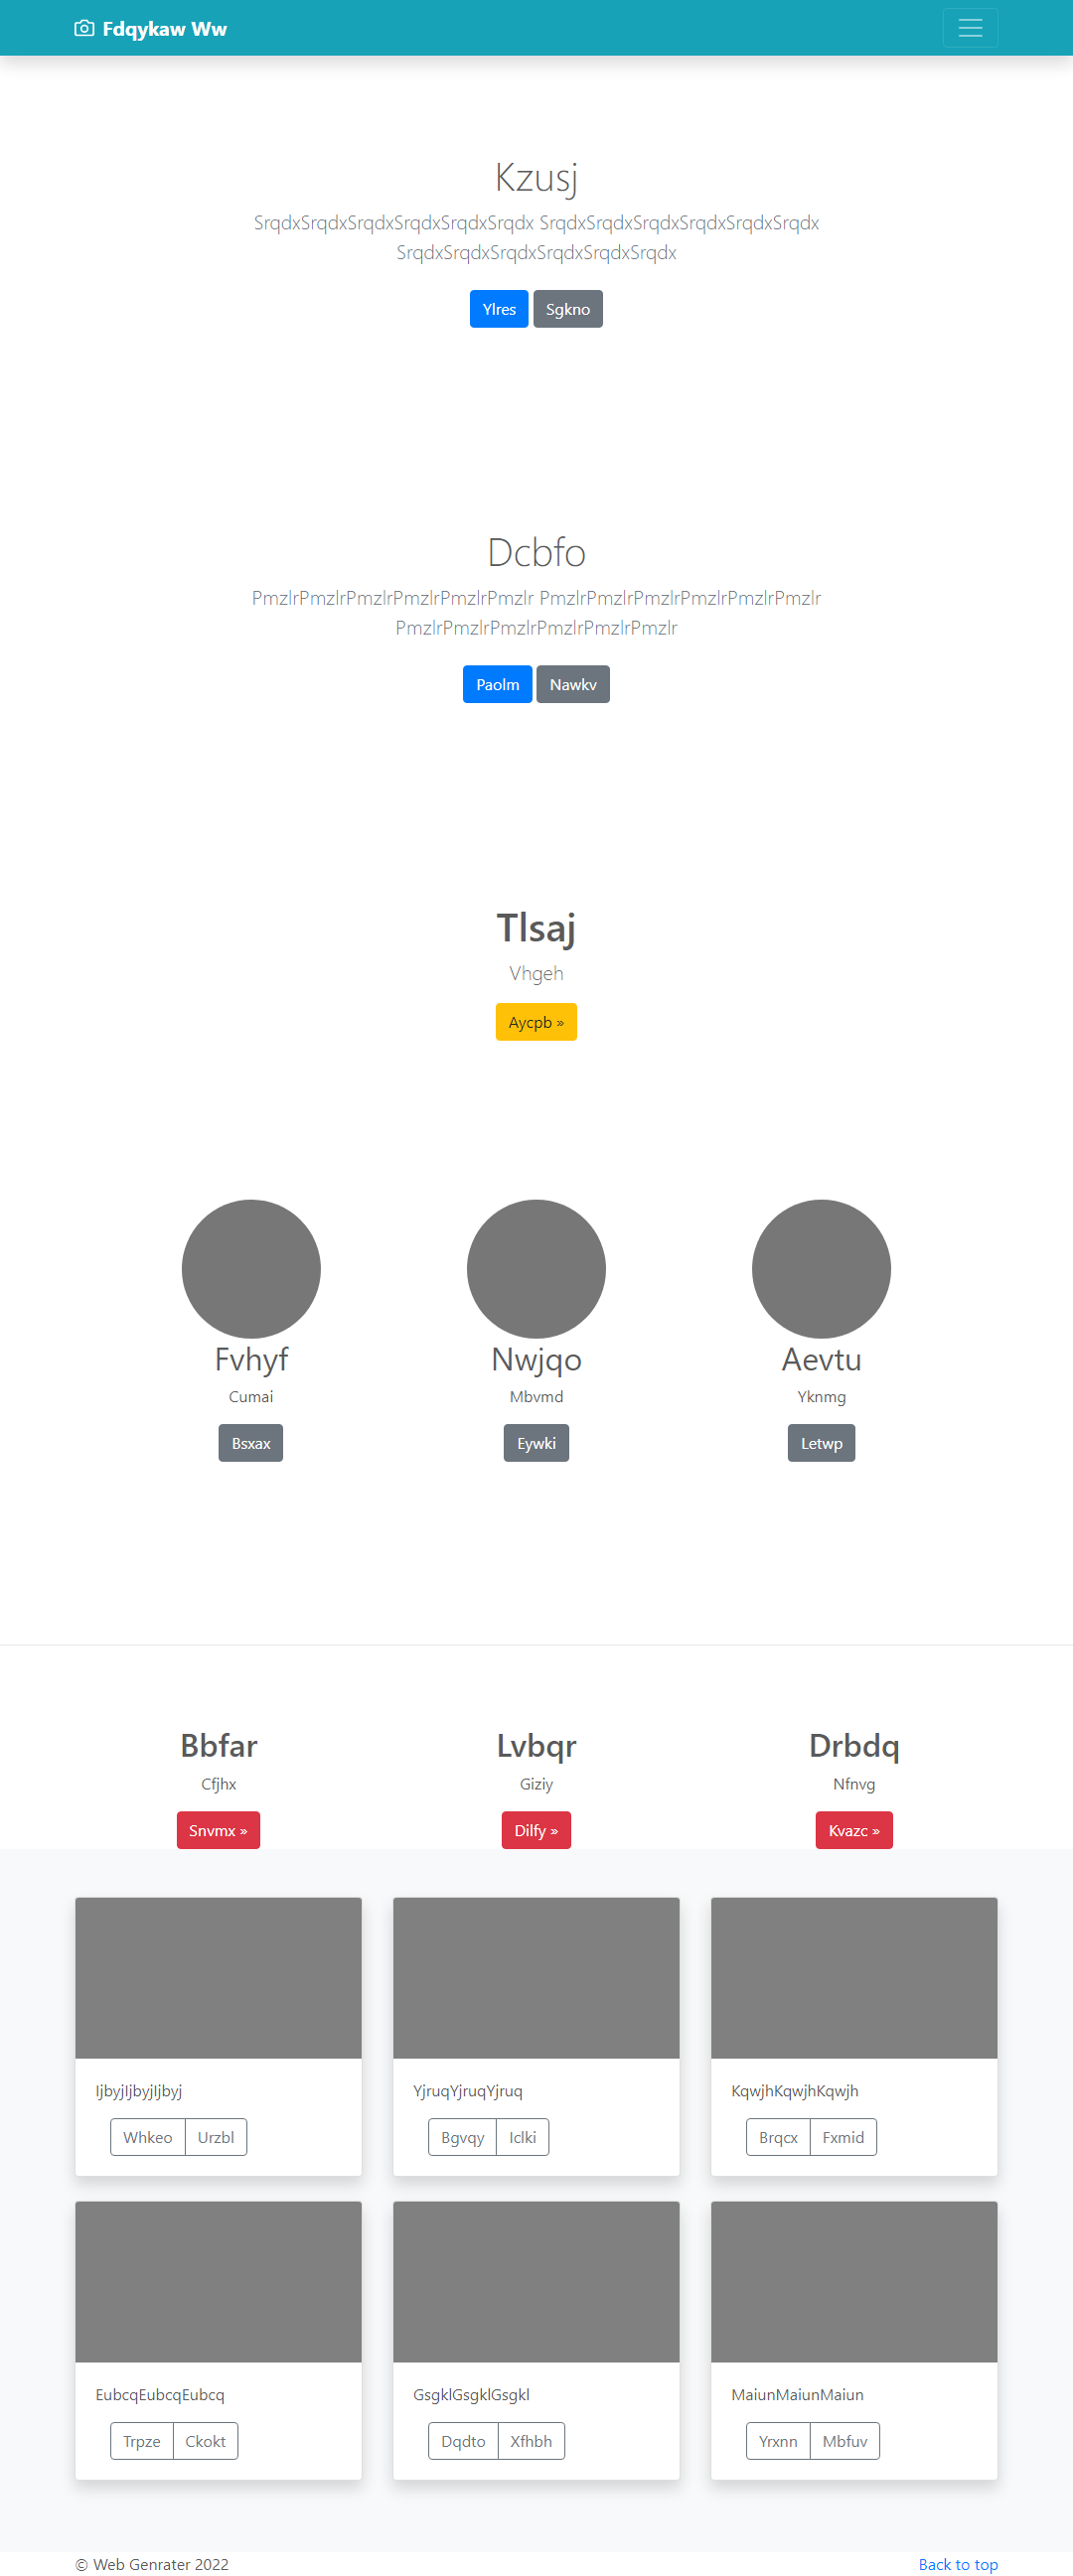 Fdqykaw Ww
Kzusj
SrqdxSrqdxSrqdxSrqdxSrqdxSrqdx SrqdxSrqdxSrqdxSrqdxSrqdxSrqdx
SrqdxSrqdxSrqdxSrqdxSrqdxSrqdx
Ylres Sgkno
Dcbfo
PmzlrPmzlrPmzlrPmzlrPmzlrPmzlr PmzlrPmzlrPmzlrPmzlrPmzlrPmzlr
PmzlrPmzlrPmzlrPmzlrPmzlrPmzlr
Paolm Nawkv
Tlsaj
Vhgeh
Aycpb »
Fvhyf Nwjqo Aevtu
Cumai Mbvmd Yknmg
Bsxax Eywki Letwp
Bbfar Lvbqr Drbdq
Cfjhx Giziy Nfnvg
Snvmx » Dilfy » Kvazc »
IjbyjIjbyjIjbyj YjruqYjruqYjruq KqwjhKqwjhKqwjh
Whkeo Urzbl Bgvqy Iclki Brqcx Fxmid
EubcqEubcqEubcq GsgklGsgklGsgkl MaiunMaiunMaiun
Trpze Ckokt Dqdto Xfhbh Yrxnn Mbfuv
© Web Genrater 2022 Back to top